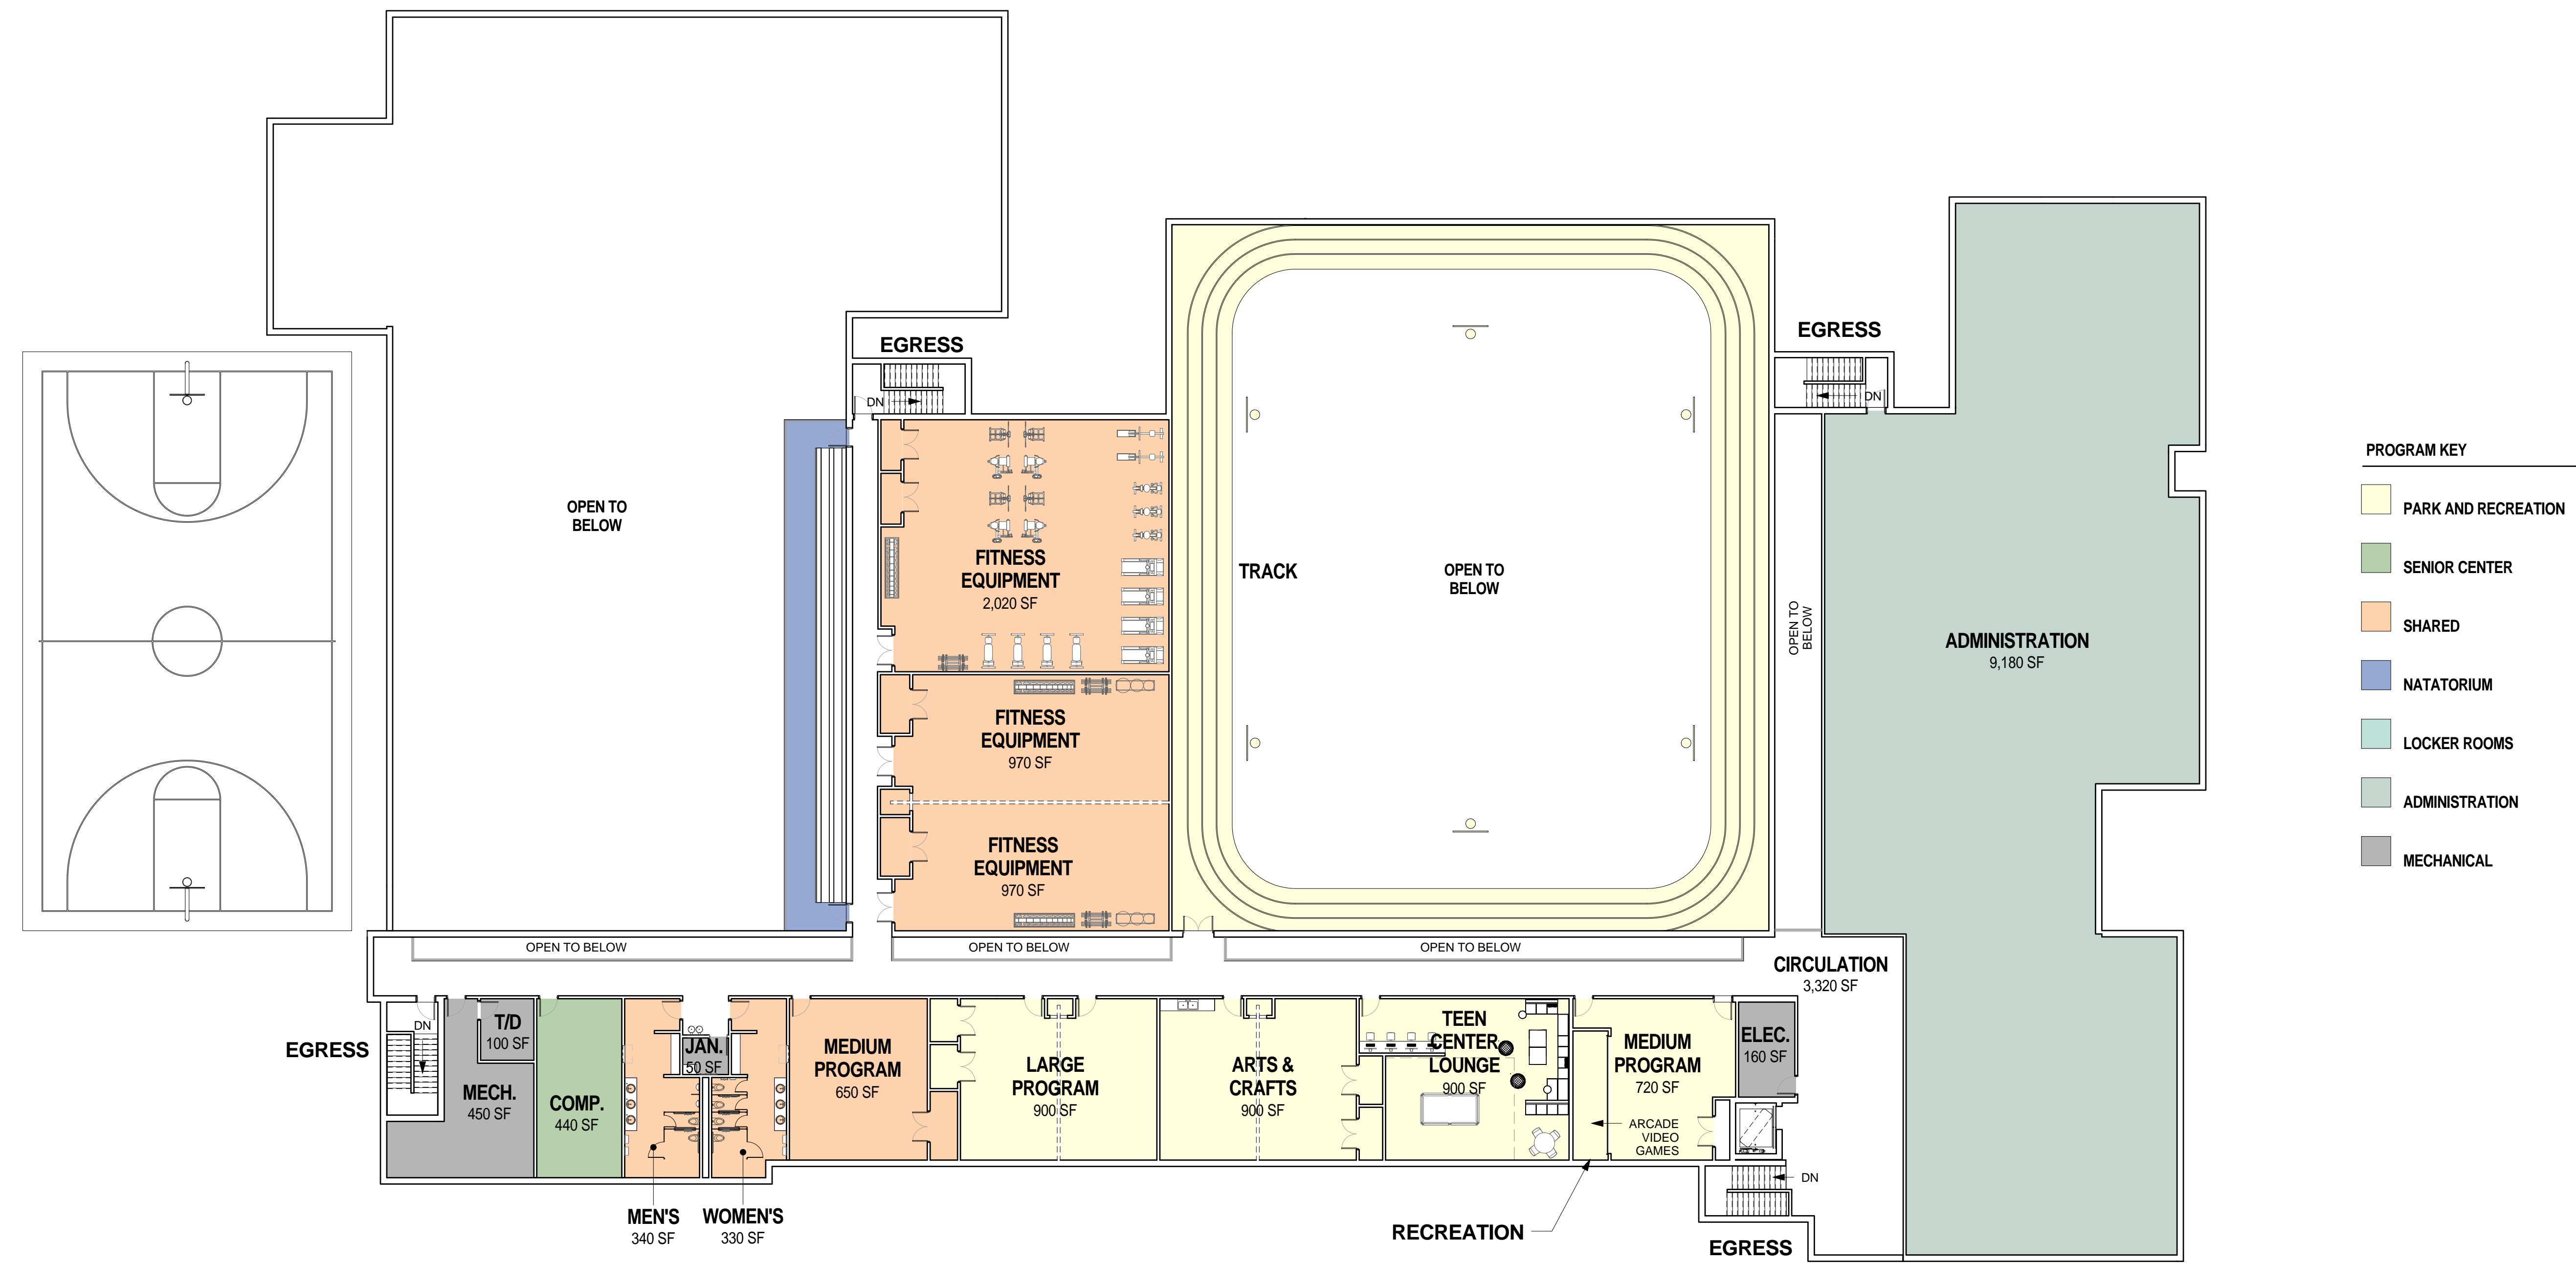 EGRESS
EGRESS
DN
DN
PROGRAM KEY
PARK AND RECREATION
SENIOR CENTER
SHARED
NATATORIUM
LOCKER ROOMS
ADMINISTRATION
MECHANICAL
OPEN TO
BELOW
FITNESS
EQUIPMENT
2,020 SF
TRACK
OPEN TO
BELOW
OPEN TO
BELOW
ADMINISTRATION
9,180 SF
FITNESS
EQUIPMENT
970 SF
FITNESS
EQUIPMENT
970 SF
OPEN TO BELOW
OPEN TO BELOW
OPEN TO BELOW
CIRCULATION
3,320 SF
EGRESS
DN
T/D
100 SF
MECH.
450 SF
COMP.
440 SF
JAN.
50 SF
MEDIUM
PROGRAM
650 SF
LARGE
PROGRAM
900 SF
ARTS &
CRAFTS
900 SF
TEEN
CENTER
LOUNGE
900 SF
MEDIUM
PROGRAM
720 SF
ARCADE
VIDEO
GAMES
ELEC.
160 SF
DN
MEN'S
340 SF
WOMEN'S
330 SF
RECREATION
EGRESS